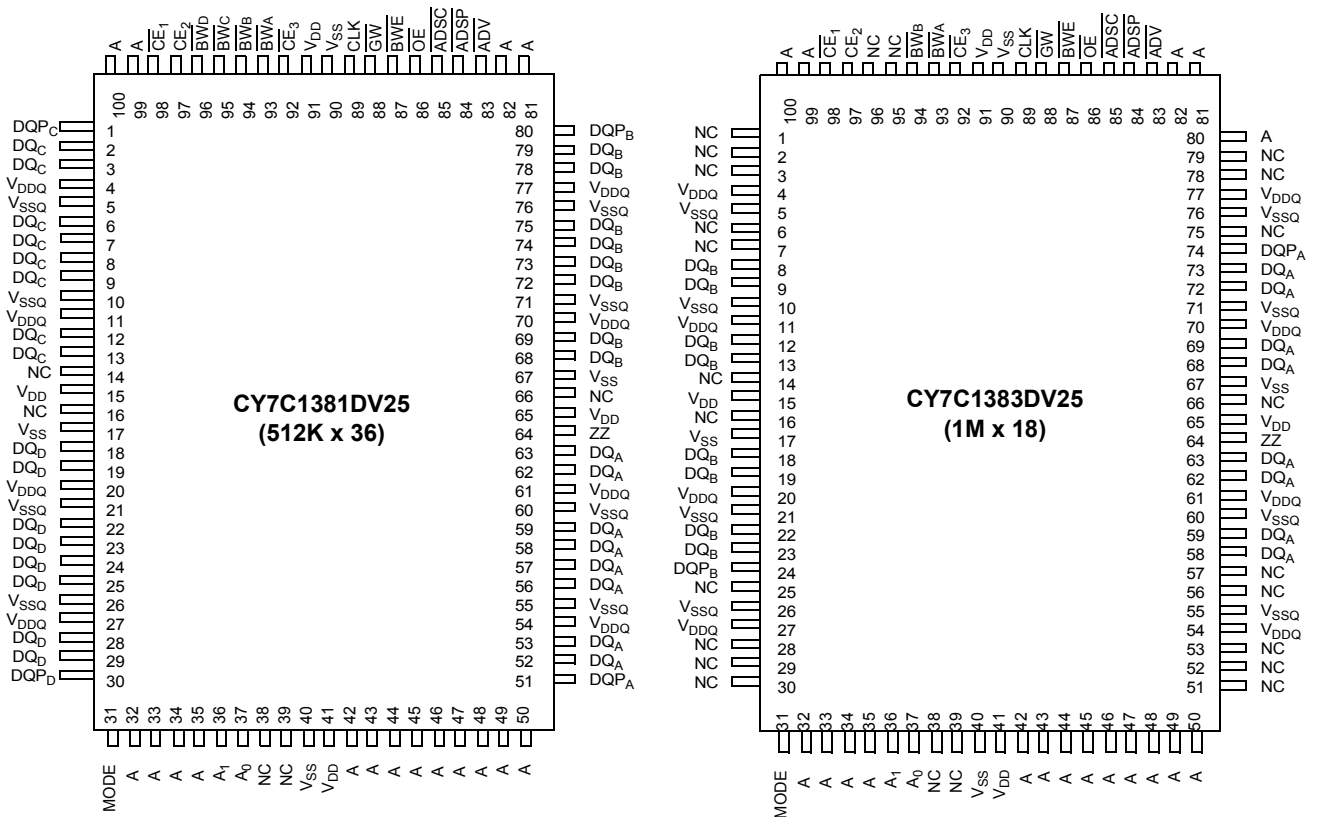 A A CE1 CE2 BWD BWC BWB BWA CE3 VDD VSS CLK GW BWE OE ADSC ADSP ADV A A
100 99 98 97 96 95 94 93 92 91 90 89 88 87 86 85 84 83 82 81
DQPC 1 80 DQPB
DQC 2 79 DQB
DQC 3 78 DQB
VDDQ 4 77 VDDQ
VSSQ 5 76 VSSQ
DQC 6 75 DQB
DQC 7 74 DQB
DQC 8 73 DQB
DQC 9 72 DQB
VSSQ 10 71 VSSQ
VDDQ 11 70 VDDQ
DQC 12 69 DQB
DQC 13 68 DQB
NC 14 67 VSS
VDD 15 66 NC
NC 16 65 VDD
VSS 17 64 ZZ
DQD 18 63 DQA
DQD 19 62 DQA
VDDQ 20 61 VDDQ
VSSQ 21 60 VSSQ
DQD 22 59 DQA
DQD 23 58 DQA
DQD 24 57 DQA
DQD 25 56 DQA
VSSQ 26 55 VSSQ
VDDQ 27 54 VDDQ
DQD 28 53 DQA
DQD 29 52 DQA
DQPD 30 51 DQPA
CY7C1381DV25
(512K x 36)
31 32 33 34 35 36 37 38 39 40 41 42 43 44 45 46 47 48 49 50
MODE A A A A A1 A0 NC NC VSS VDD A A A A A A A A A
A A CE1 CE2 NC NC BWB BWA CE3 VDD VSS CLK GW BWE OE ADSC ADSP ADV A A
100 99 98 97 96 95 94 93 92 91 90 89 88 87 86 85 84 83 82 81
NC 1 80 A
NC 2 79 NC
NC 3 78 NC
VDDQ 4 77 VDDQ
VSSQ 5 76 VSSQ
NC 6 75 NC
NC 7 74 DQPA
DQB 8 73 DQA
DQB 9 72 DQA
VSSQ 10 71 VSSQ
VDDQ 11 70 VDDQ
DQB 12 69 DQA
DQB 13 68 DQA
NC 14 67 VSS
VDD 15 66 NC
NC 16 65 VDD
VSS 17 64 ZZ
DQB 18 63 DQA
DQB 19 62 DQA
VDDQ 20 61 VDDQ
VSSQ 21 60 VSSQ
DQB 22 59 DQA
DQB 23 58 DQA
DQPB 24 57 NC
NC 25 56 NC
VSSQ 26 55 VSSQ
VDDQ 27 54 VDDQ
NC 28 53 NC
NC 29 52 NC
NC 30 51 NC
CY7C1383DV25
(1M x 18)
31 32 33 34 35 36 37 38 39 40 41 42 43 44 45 46 47 48 49 50
MODE A A A A A1 A0 NC NC VSS VDD A A A A A A A A A